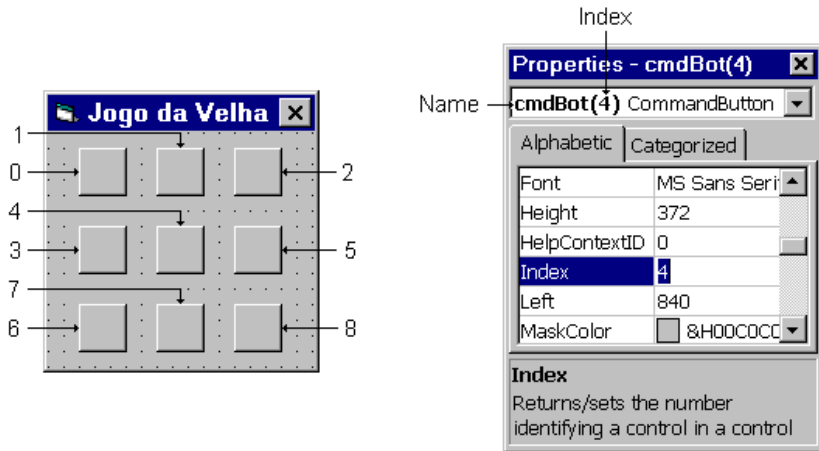 Index
Properties - cmdBot(4)
Name
cmdBot(4) CommandButton
Alphabetic
Categorized
Font
MS Sans Seri
Height
372
HelpContextID
0
Index
4
Left
840
MaskColor
&H00C0C0
Index
Returns/sets the number
identifying a control in a control
Jogo da Velha
1
0
2
4
3
5
7
6
8